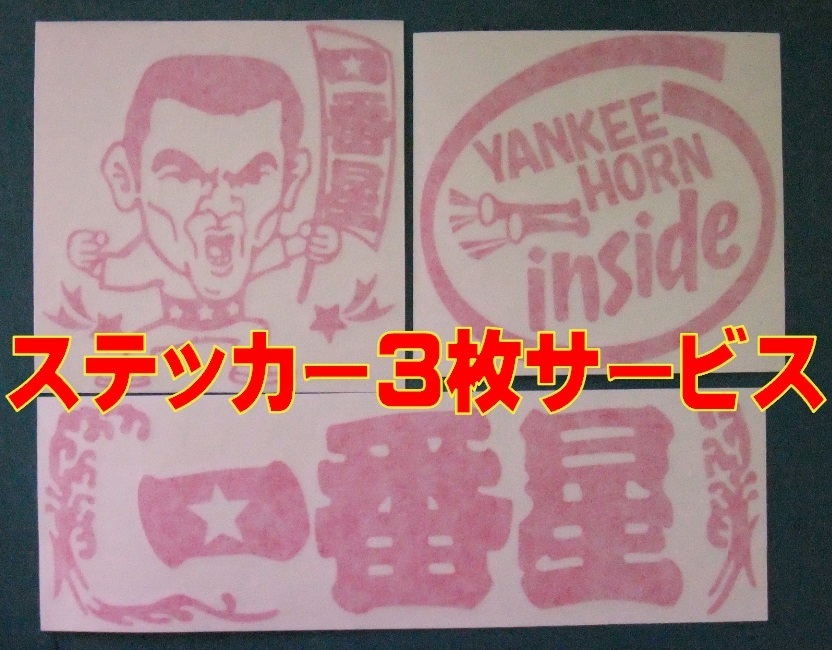 一番星
YANKEE
HORN
inside
ステッカー3枚サービス
一番星